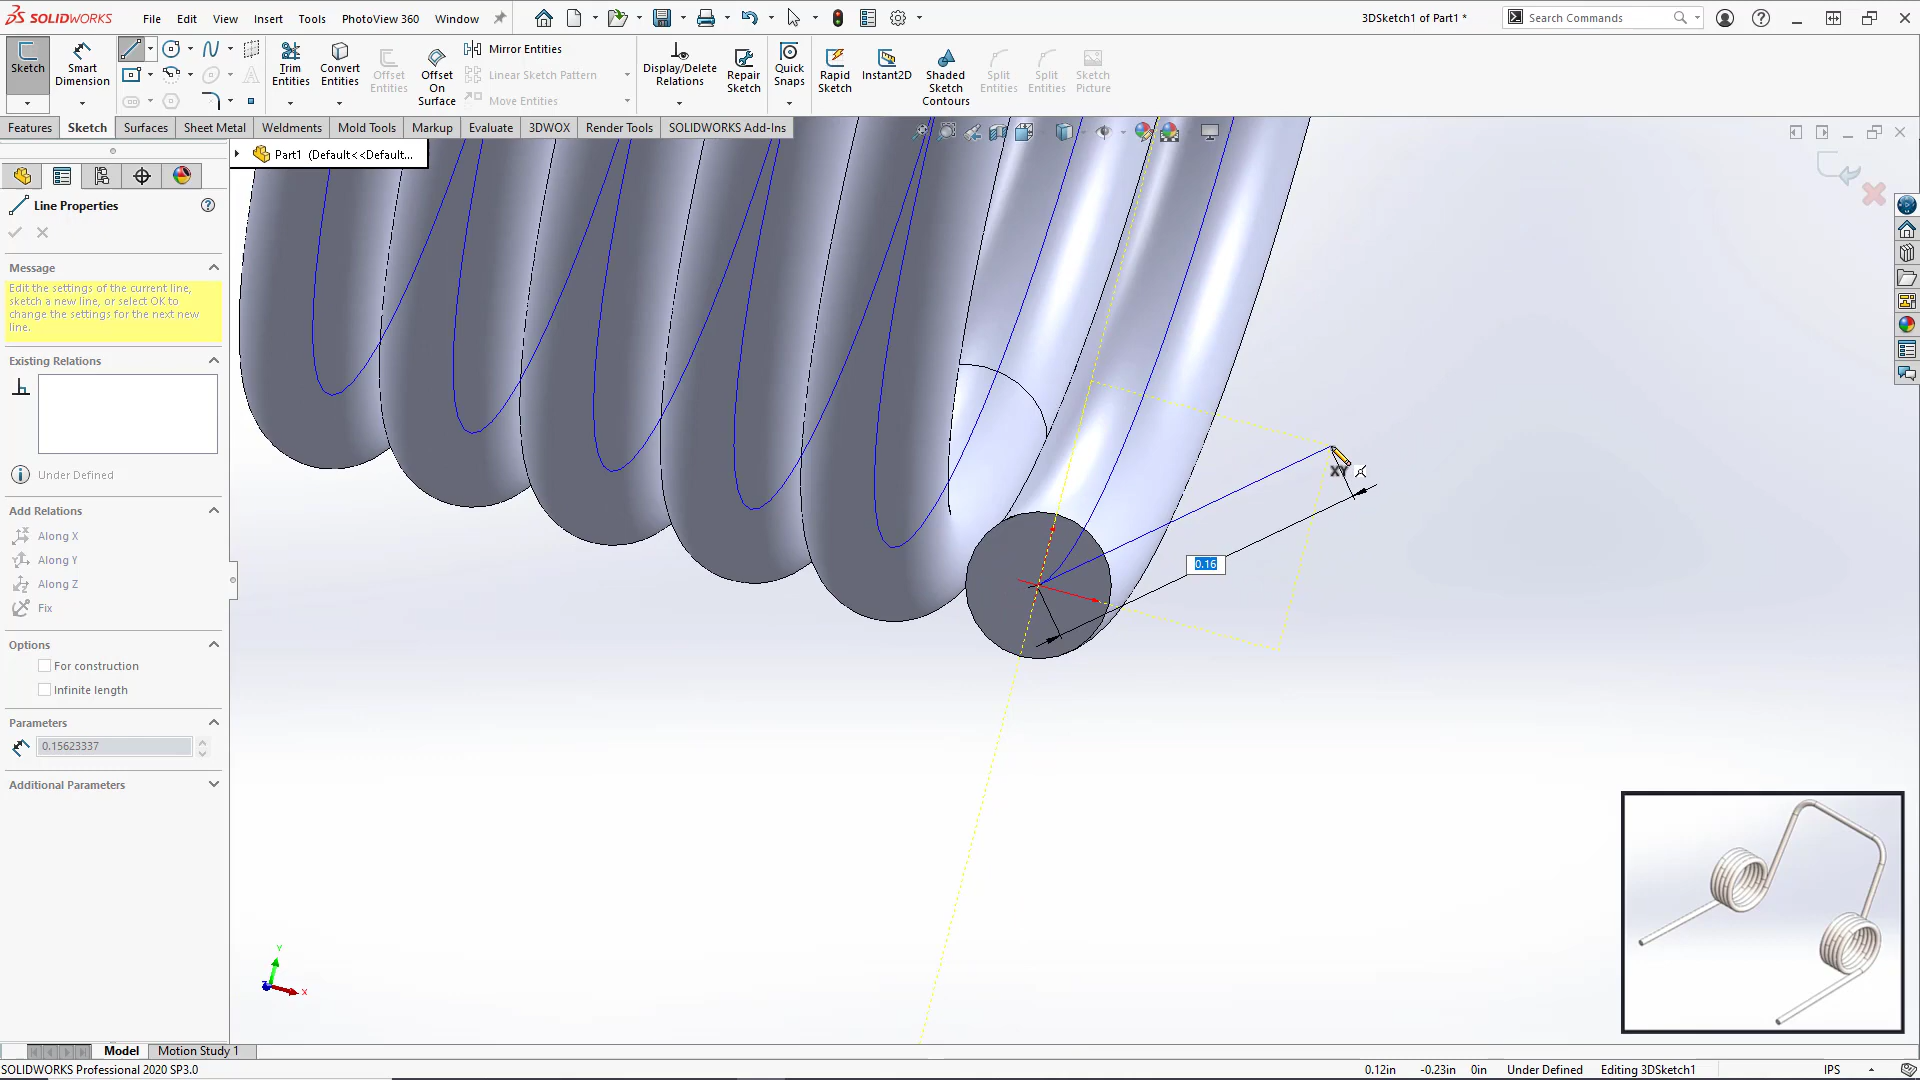 SOLIDWORKS
File
Edit
View
Insert
Tools
PhotoView 360
Window
3DSketch1 of Part1 *
Search Commands
Sketch
Smart
Dimension
Trim
Entities
Convert
Entities
Offset
Entities
Offset
On
Surface
Mirror Entities
Linear Sketch Pattern
Move Entities
Display/Delete
Relations
Repair
Sketch
Quick
Snaps
Rapid
Sketch
Instant2D
Shaded
Sketch
Contours
Split
Entities
Split
Entities
Sketch
Picture
Features
Sketch
Surfaces
Sheet Metal
Weldments
Mold Tools
Markup
Evaluate
3DWOX
Render Tools
SOLIDWORKS Add-Ins
Part1 (Default<<Default...
Line Properties
Message
Edit the settings of the current line,
sketch a new line, or select OK to
change the settings for the next new
line.
Existing Relations
Under Defined
Add Relations
Along X
Along Y
Along Z
Fix
Options
For construction
Infinite length
Parameters
0.15623337
Additional Parameters
XY
0.16
Y
X
Z
Model
Motion Study 1
SOLIDWORKS Professional 2020 SP3.0
0.12in
-0.23in
0in
Under Defined
Editing 3DSketch1
IPS